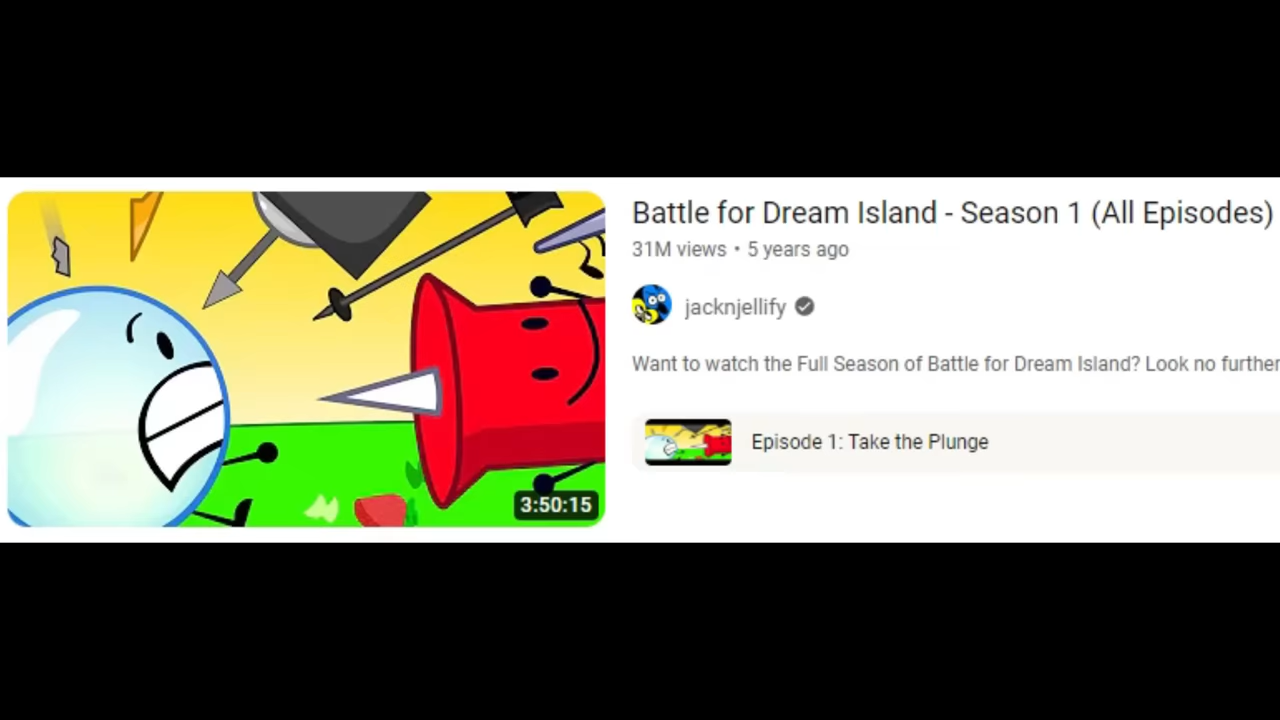 Battle for Dream Island - Season 1 (All Episodes)
31M views • 5 years ago
jacknjellify
Want to watch the Full Season of Battle for Dream Island? Look no further
Episode 1: Take the Plunge
3:50:15